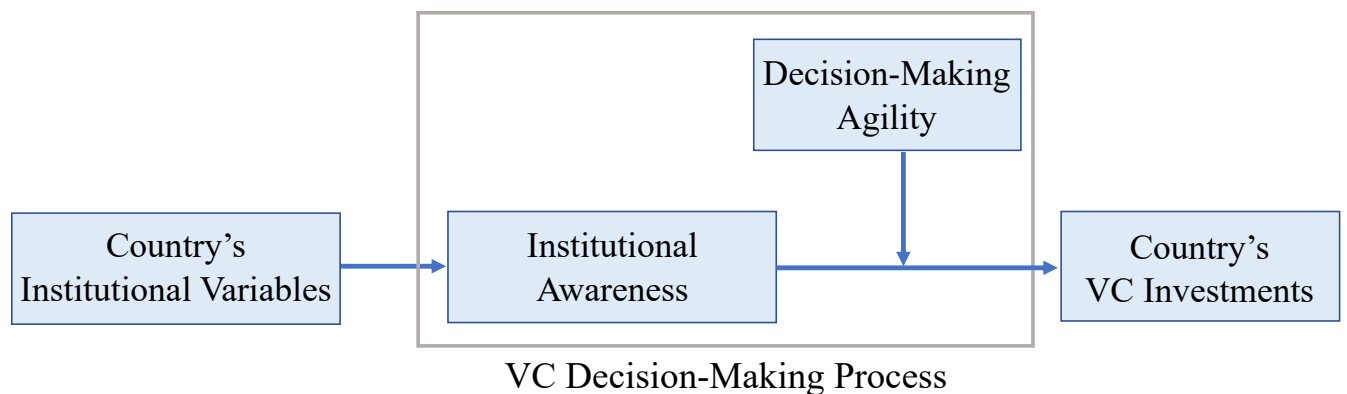 Decision-Making
Agility
Country’s
Institutional Variables
Institutional
Awareness
Country’s
VC Investments
VC Decision-Making Process